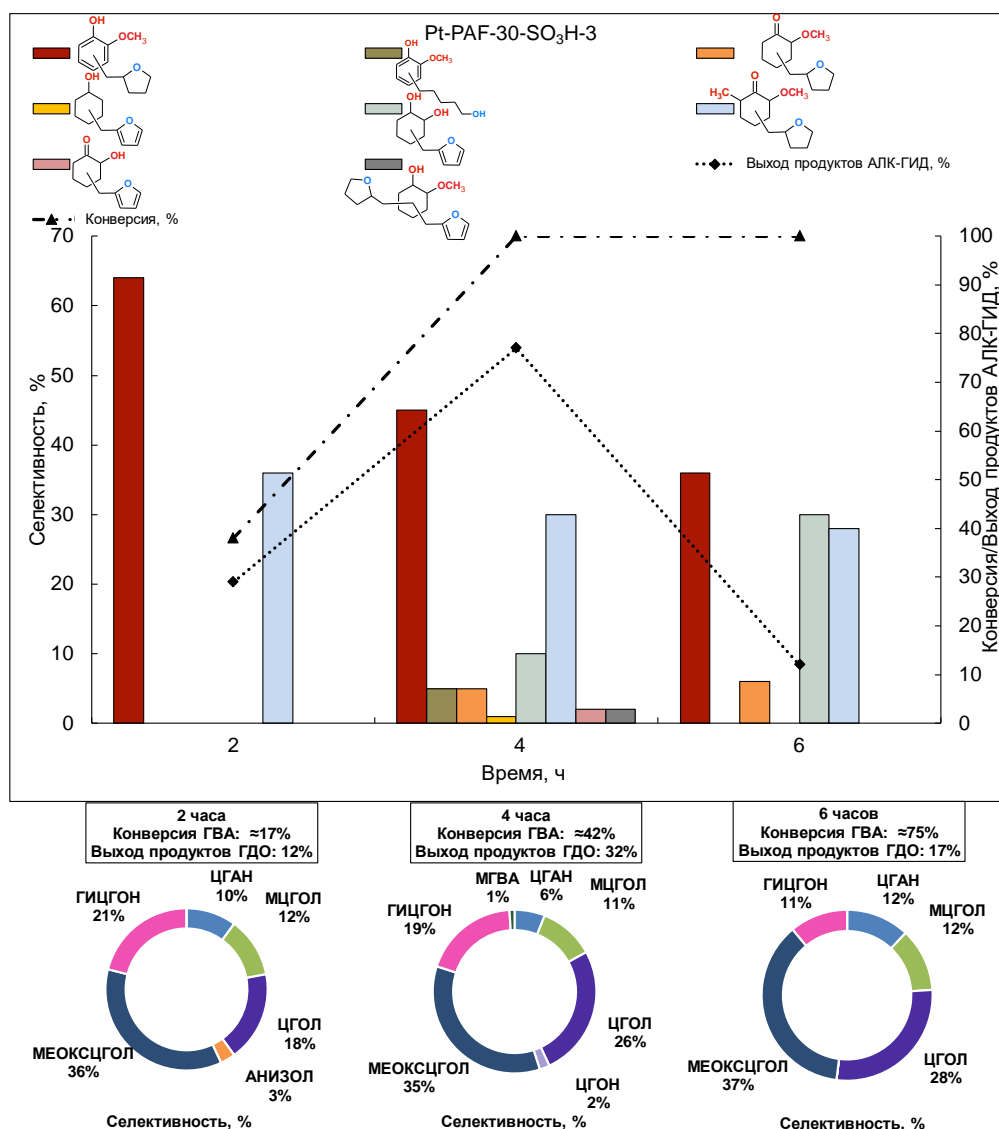 Pt-PAF-30-SO3H-3
OH
OCH3
O
OH
OCH3
OH
O
OCH3
O
OH
O
OH
OH
O
H3C
O
OCH3
O
O
OH
O
O
OH
OCH3
O
Выход продуктов АЛК-ГИД, %
Конверсия, %
Селективность, %
70
60
50
40
30
20
10
0
100
90
80
70
60
50
40
30
20
10
0
Конверсия/Выход продуктов АЛК-ГИД, %
2
4
6
Время, ч
2 часа
Конверсия ГВА: ≈17%
Выход продуктов ГДО: 12%
4 часа
Конверсия ГВА: ≈42%
Выход продуктов ГДО: 32%
6 часов
Конверсия ГВА: ≈75%
Выход продуктов ГДО: 17%
ГИЦГОН
21%
ЦГАН
10%
МЦГОЛ
12%
ЦГОЛ
18%
АНИЗОЛ
3%
МЕОКСЦГОЛ
36%
Селективность, %
МГВА
1%
ЦГАН
6%
МЦГОЛ
11%
ГИЦГОН
19%
ЦГОЛ
26%
ЦГОН
2%
МЕОКСЦГОЛ
35%
Селективность, %
ГИЦГОН
11%
ЦГАН
12%
МЦГОЛ
12%
ЦГОЛ
28%
МЕОКСЦГОЛ
37%
Селективность, %